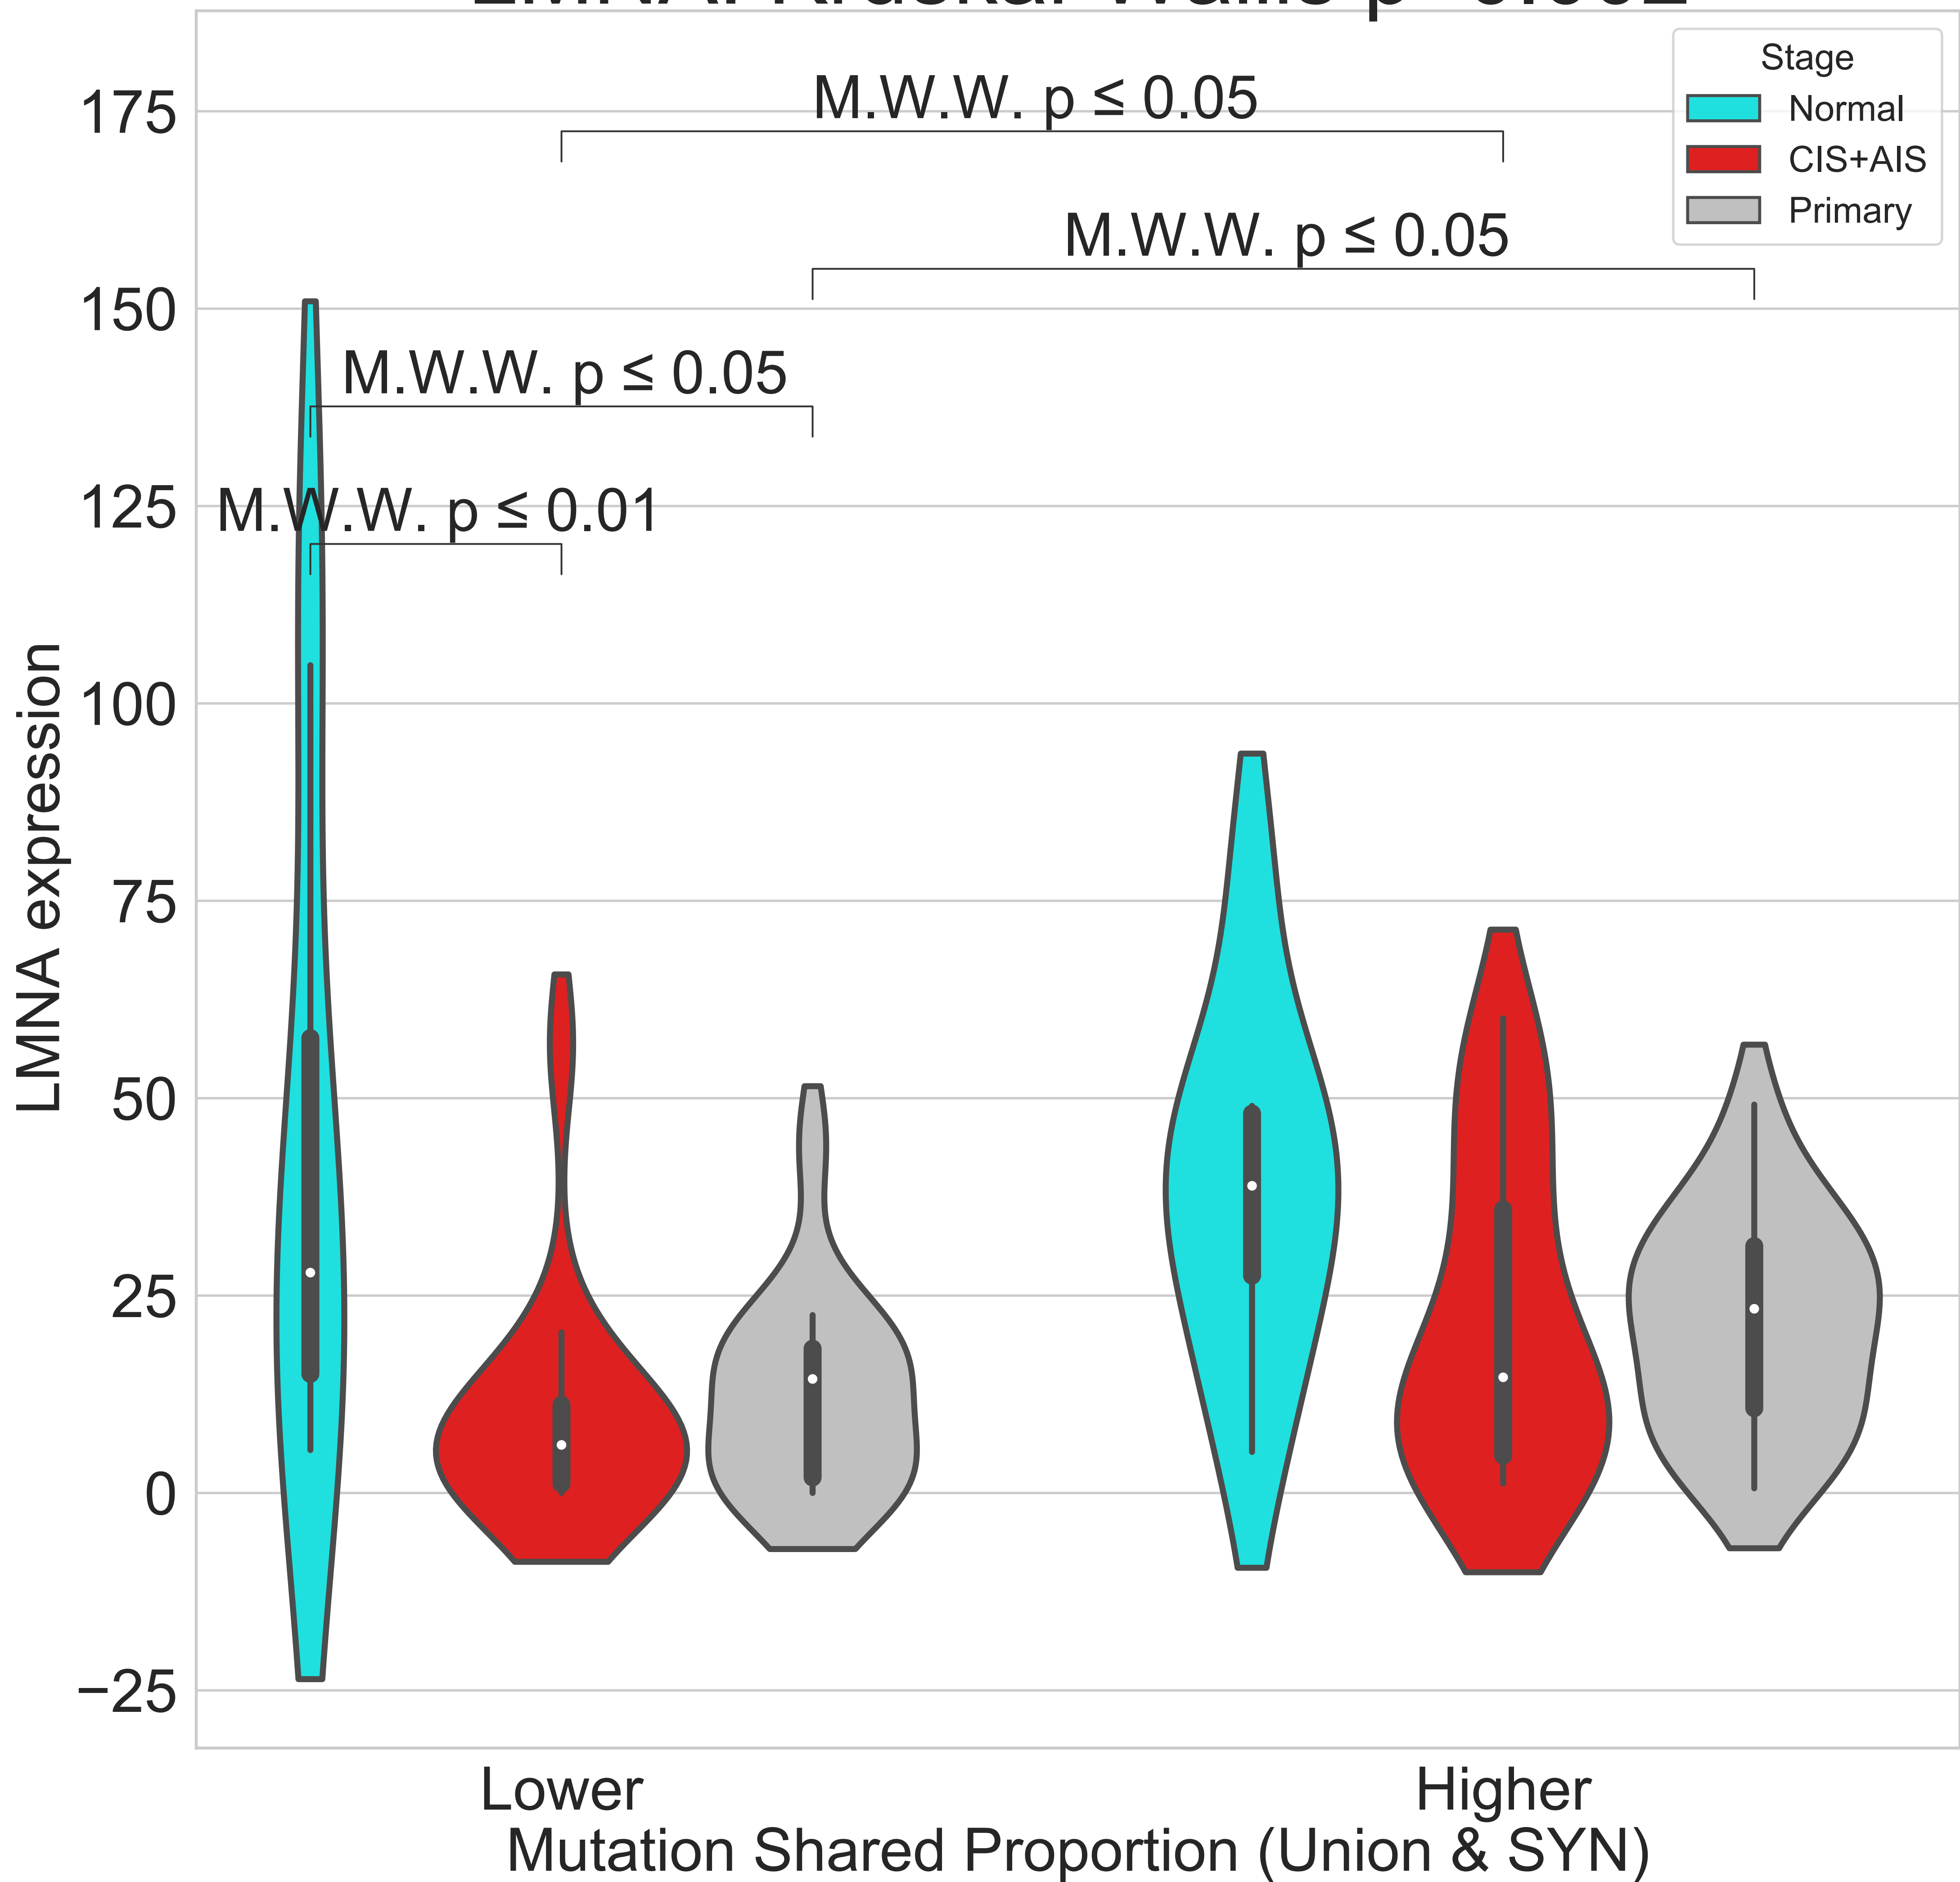 Stage
Normal
CIS+AIS
Primary
M.W.W. p ≤ 0.05
M.W.W. p ≤ 0.05
M.W.W. p ≤ 0.05
M.W.W. p ≤ 0.01
175
150
125
100
75
50
25
0
−25
LMNA expression
Lower
Higher
Mutation Shared Proportion (Union & SYN)